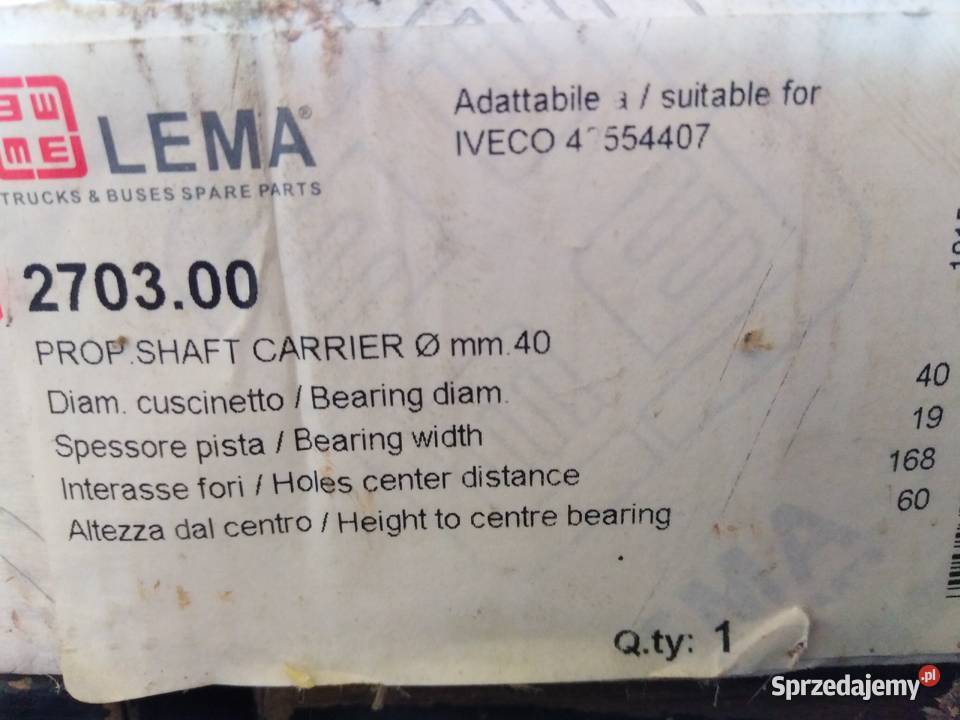 LEMA®
TRUCKS & BUSES SPARE PARTS
Adattabile a / suitable for
IVECO
2703.00
PROP.SHAFT CARRIER Ø mm.40
Diam. cuscinetto / Bearing diam. 40
Spessore pista / Bearing width 19
Interasse fori / Holes center distance 168
Altezza dal centro / Height to centre bearing 60
Q.ty: 1
Sprzedajemy.pl